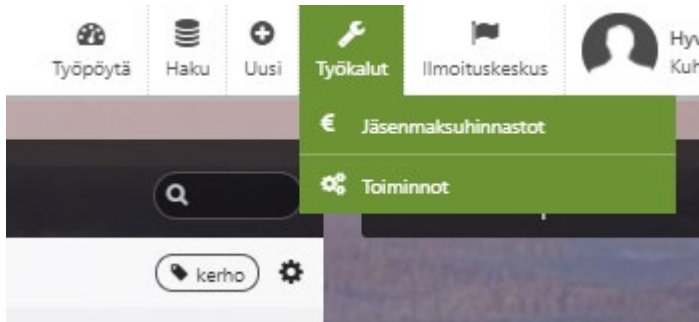 Työpöytä
Haku
Uusi
Työkalut
Ilmoituskeskus
€ Jäsenmaksuhinnastot
Toiminnot
kerho